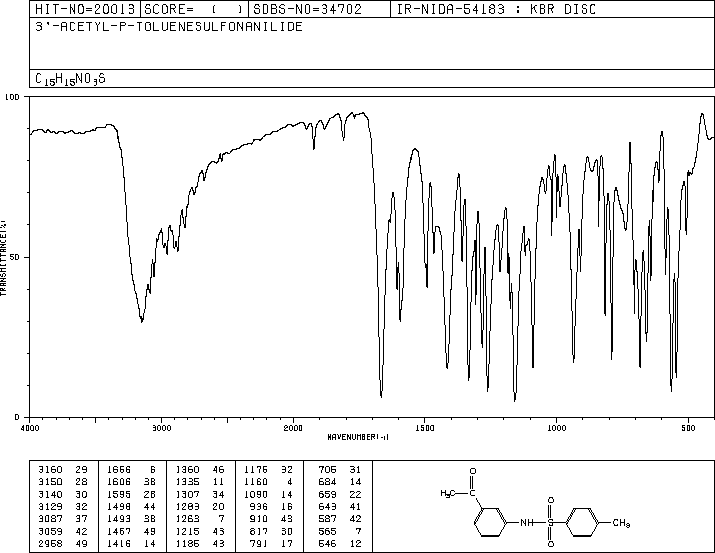 HIT-NO=20013 SCORE= ( ) SDBS-NO=34702 IR-NIDA-54183 : KBR DISC
3'-ACETYL-P-TOLUENESULFONANILIDE
C15H15NO3S
100
50
0
TRANSMITTANCE(%)
4000 3000 2000 1500 1000 500
WAVENUMBER(-1)
3160 29 1666 6 1360 46 1176 32 705 31
3150 28 1606 38 1335 11 1160 4 684 14
3140 30 1595 28 1307 34 1090 14 659 22
3129 32 1498 44 1283 20 936 16 643 41
3087 37 1493 38 1263 7 910 43 587 42
3059 42 1467 49 1215 43 817 30 565 7
2958 49 1416 14 1185 43 791 17 546 12
O
H3C
NH
O
S
O
CH3